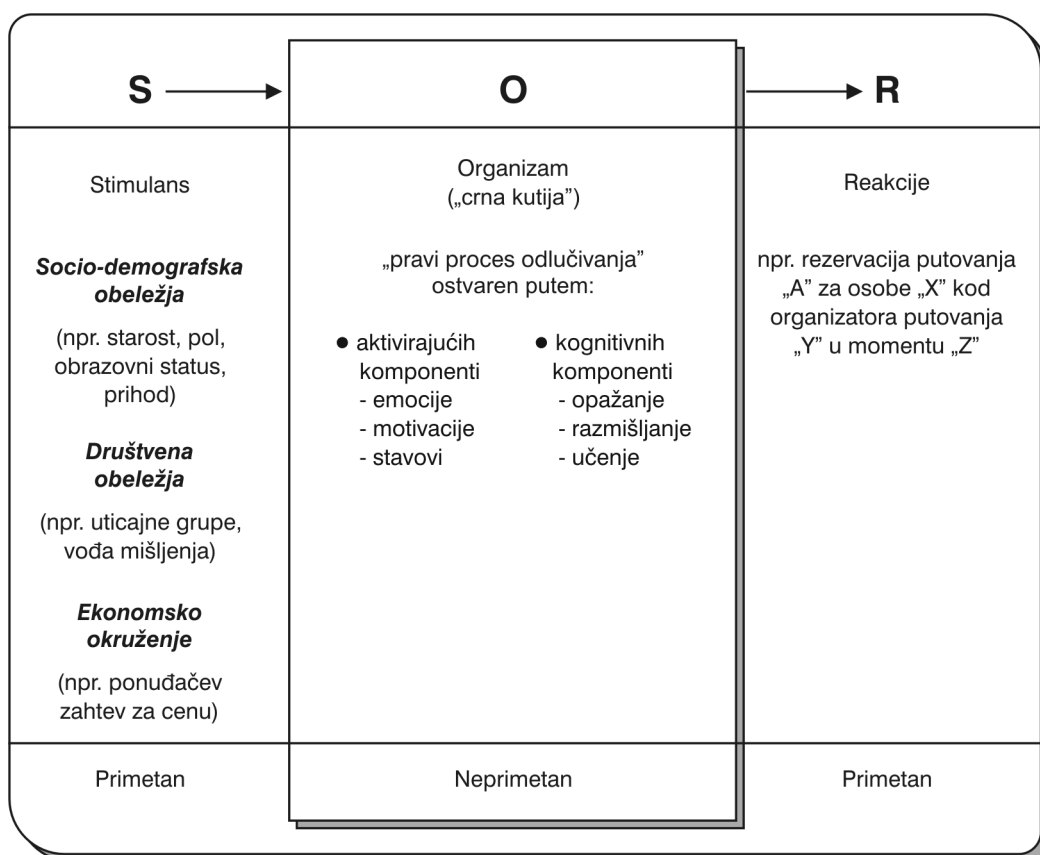 S
O
R
Stimulans
Socio-demografska
obeležja
(npr. starost, pol,
obrazovni status,
prihod)
Društvena
obeležja
(npr. uticajne grupe,
vođa mišljenja)
Ekonomsko
okruženje
(npr. ponuđačev
zahtev za cenu)
Primetan
Organizam
(„crna kutija”)
„pravi proces odlučivanja”
ostvaren putem:
● aktivirajućih
komponenti
- emocije
- motivacije
- stavovi
● kognitivnih
komponenti
- opažanje
- razmišljanje
- učenje
Neprimetan
Reakcije
npr. rezervacija putovanja
„A” za osobe „X” kod
organizatora putovanja
„Y” u momentu „Z”
Primetan